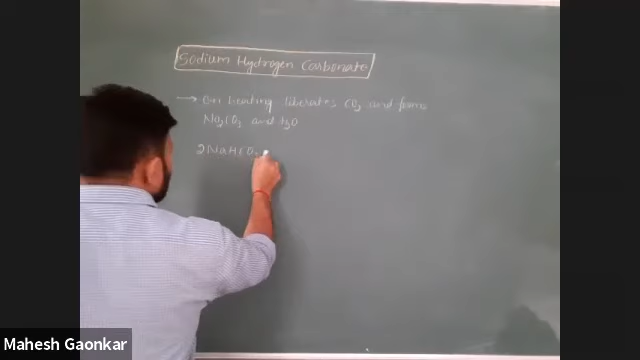 Sodium Hydrogen Carbonate
→ On heating liberates CO2 and forms
Na2CO3 and H2O
2NaHCO3
Mahesh Gaonkar